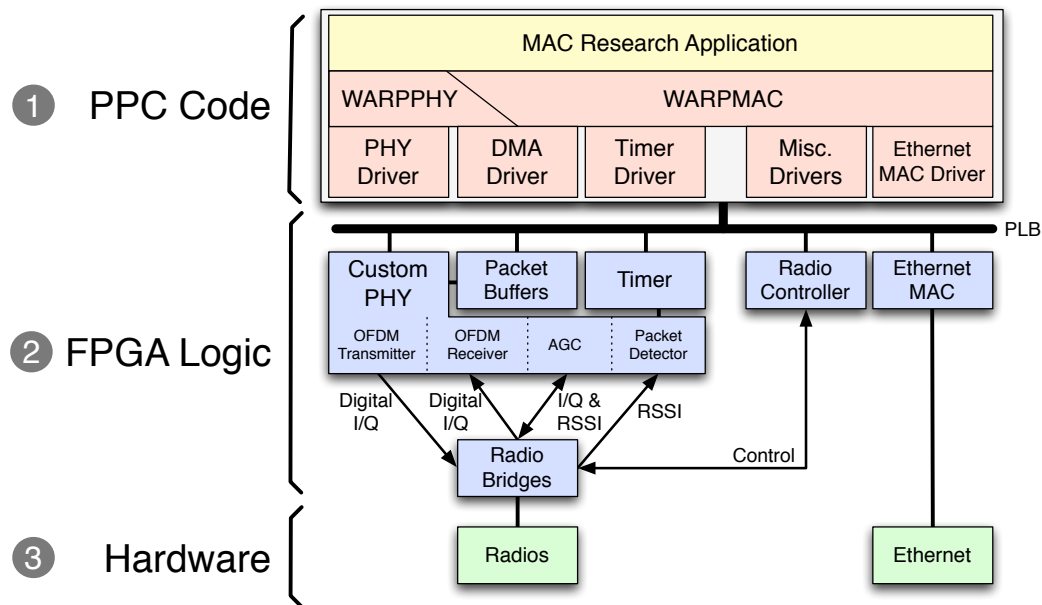 1
PPC Code
MAC Research Application
WARPPHY
WARPMAC
PHY
Driver
DMA
Driver
Timer
Driver
Misc.
Drivers
Ethernet
MAC Driver
PLB
2
FPGA Logic
Custom
PHY
Packet
Buffers
Timer
Radio
Controller
Ethernet
MAC
OFDM
Transmitter
OFDM
Receiver
AGC
Packet
Detector
Digital
I/Q
Digital
I/Q
I/Q &
RSSI
RSSI
Radio
Bridges
Control
3
Hardware
Radios
Ethernet